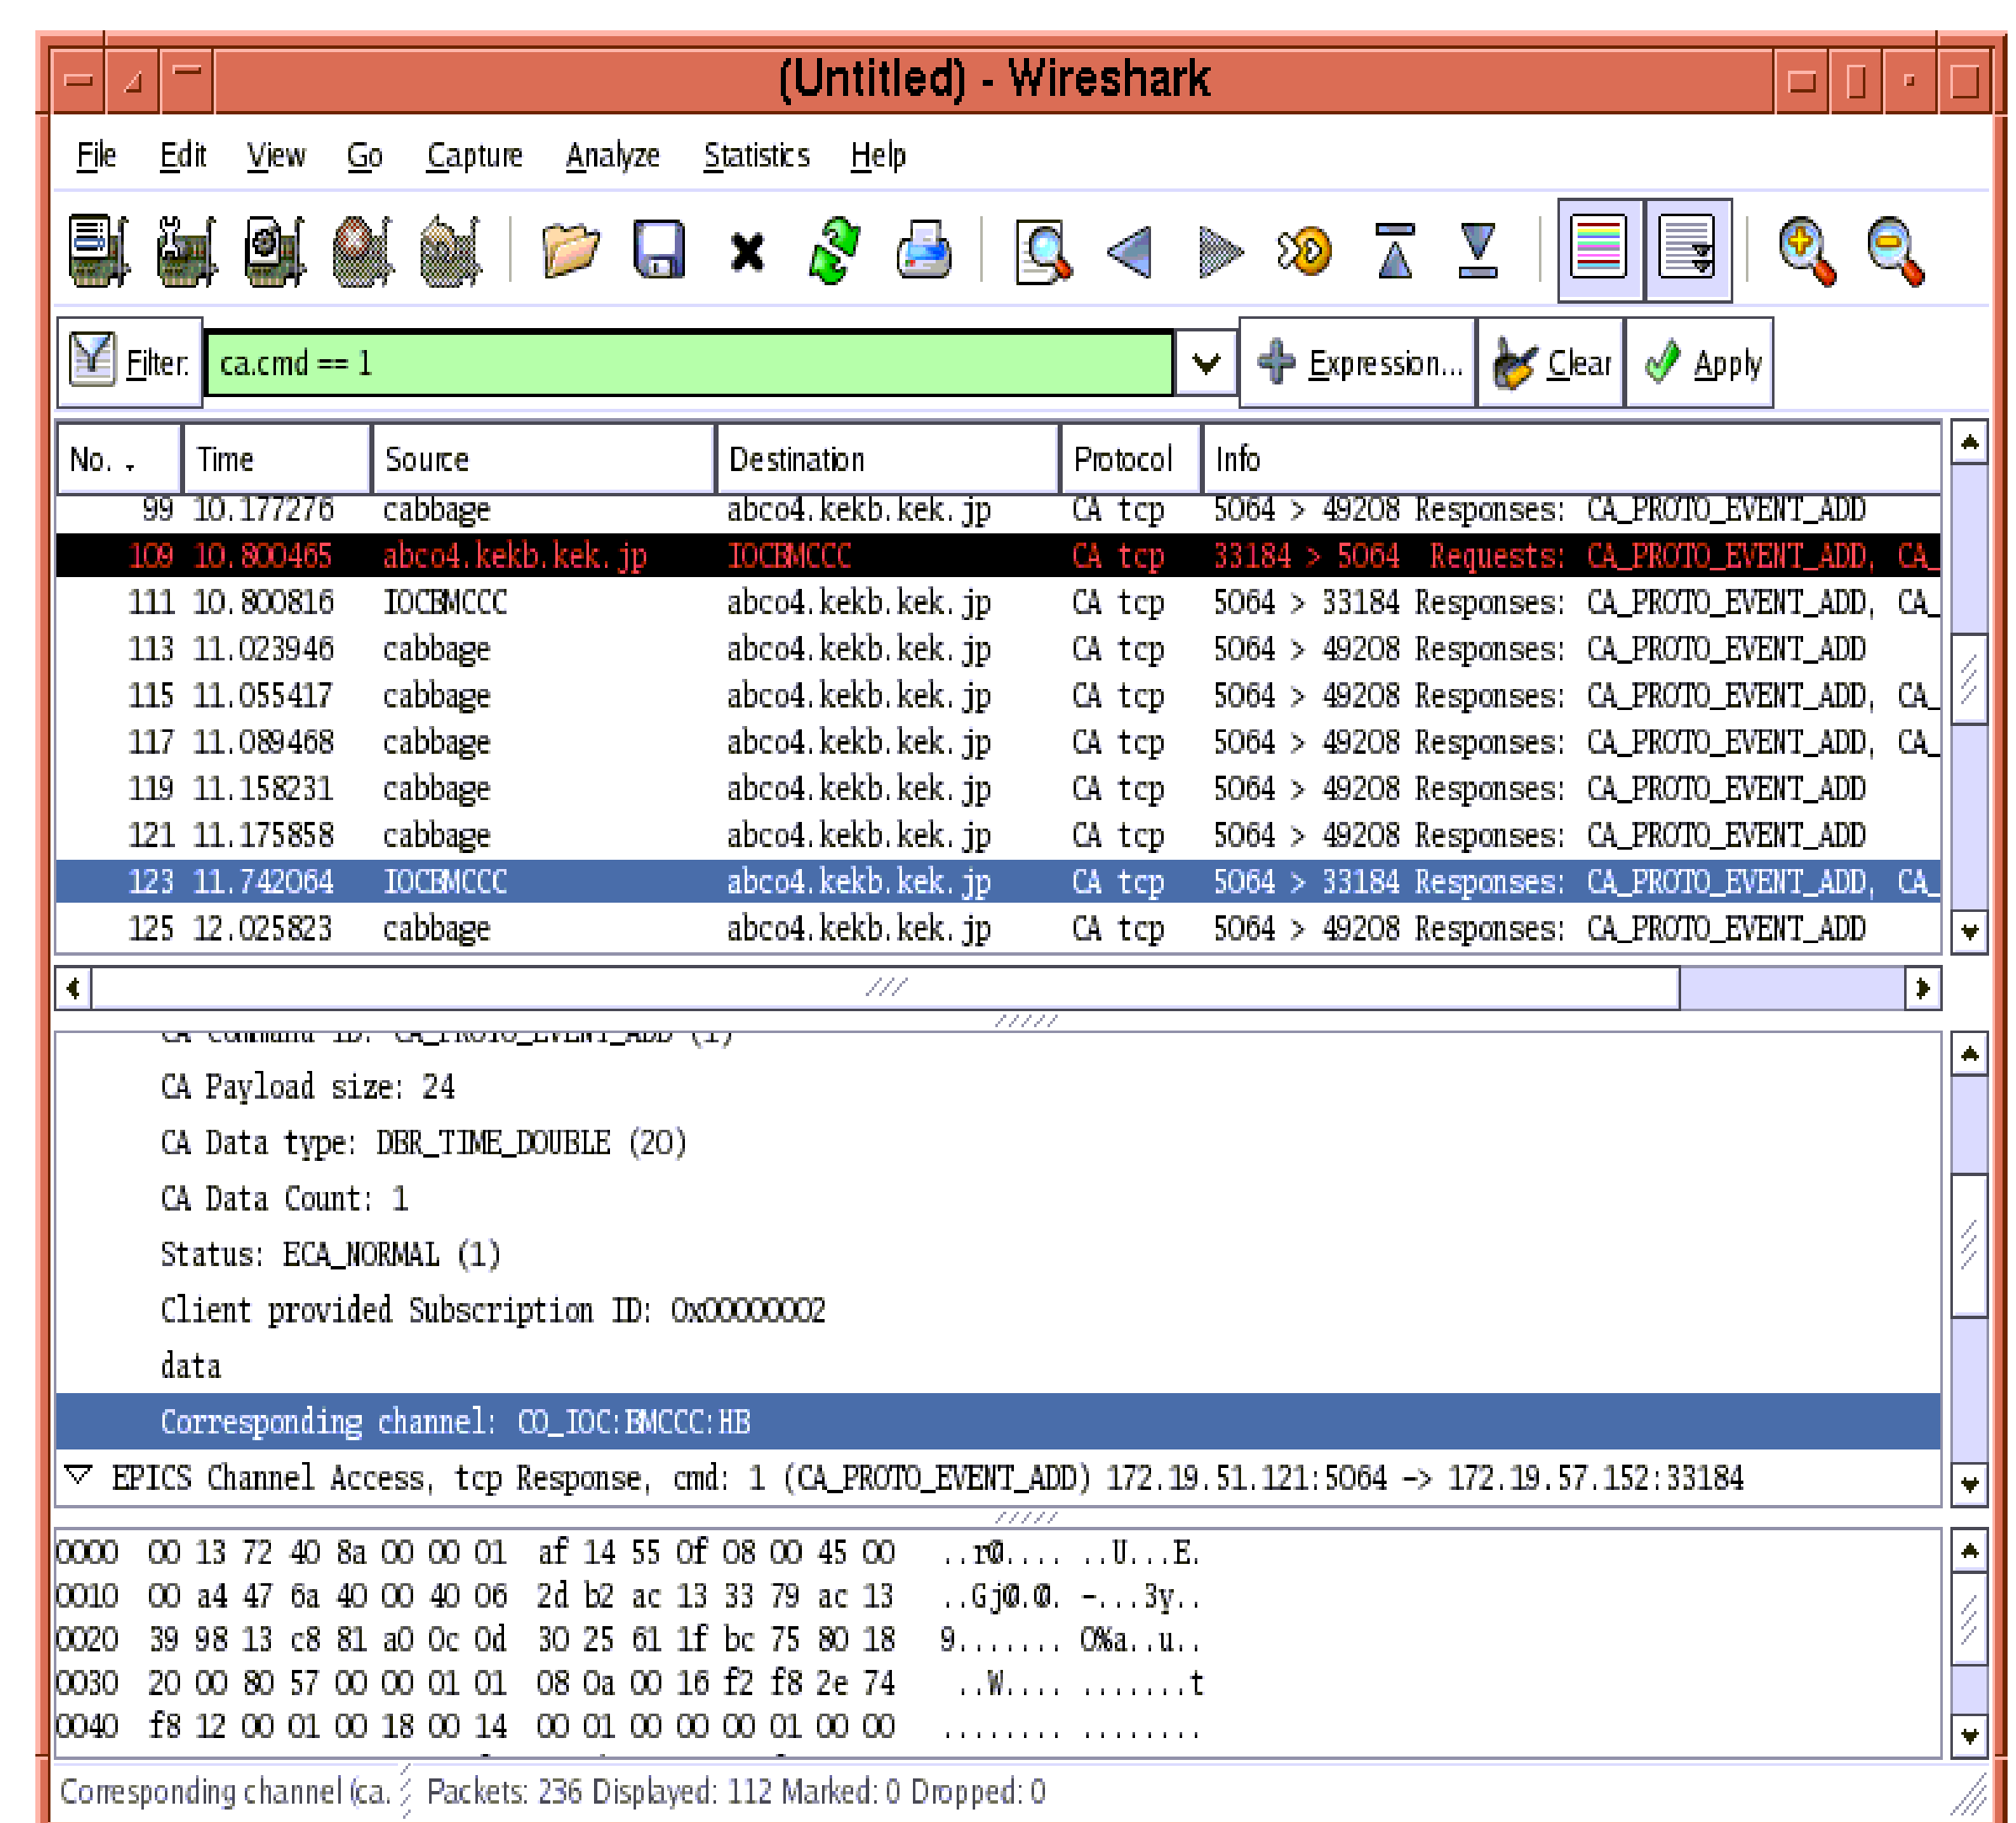 (Untitled) - Wireshark
File Edit View Go Capture Analyze Statistics Help
Filter: ca.cmd == 1 Expression... Clear Apply
No. . Time Source Destination Protocol Info
99 10.177276 cabbage abco4.kekb.kek.jp CA tcp 5064 > 49208 Responses: CA_PROTO_EVENT_ADD
109 10.800465 abco4.kekb.kek.jp IOCBMCCC CA tcp 33184 > 5064 Requests: CA_PROTO_EVENT_ADD, CA_
111 10.800816 IOCBMCCC abco4.kekb.kek.jp CA tcp 5064 > 33184 Responses: CA_PROTO_EVENT_ADD, CA_
113 11.023946 cabbage abco4.kekb.kek.jp CA tcp 5064 > 49208 Responses: CA_PROTO_EVENT_ADD
115 11.055417 cabbage abco4.kekb.kek.jp CA tcp 5064 > 49208 Responses: CA_PROTO_EVENT_ADD, CA_
117 11.089468 cabbage abco4.kekb.kek.jp CA tcp 5064 > 49208 Responses: CA_PROTO_EVENT_ADD, CA_
119 11.158231 cabbage abco4.kekb.kek.jp CA tcp 5064 > 49208 Responses: CA_PROTO_EVENT_ADD
121 11.175858 cabbage abco4.kekb.kek.jp CA tcp 5064 > 49208 Responses: CA_PROTO_EVENT_ADD
123 11.742064 IOCBMCCC abco4.kekb.kek.jp CA tcp 5064 > 33184 Responses: CA_PROTO_EVENT_ADD, CA_
125 12.025823 cabbage abco4.kekb.kek.jp CA tcp 5064 > 49208 Responses: CA_PROTO_EVENT_ADD
CA Command ID: CA_PROTO_EVENT_ADD (1)
CA Payload size: 24
CA Data type: DBR_TIME_DOUBLE (20)
CA Data Count: 1
Status: ECA_NORMAL (1)
Client provided Subscription ID: 0x00000002
data
Corresponding channel: CO_IOC:BMCCC:HB
EPICS Channel Access, tcp Response, cmd: 1 (CA_PROTO_EVENT_ADD) 172.19.51.121:5064 -> 172.19.57.152:33184
0000 00 13 72 40 8a 00 00 01 af 14 55 0f 08 00 45 00 ..r@.... ..U...E.
0010 00 a4 47 6a 40 00 40 06 2d b2 ac 13 33 79 ac 13 ..Gj@.@. -...3y..
0020 39 98 13 c8 81 a0 0c 0d 30 25 61 1f bc 75 80 18 9....... 0%a..u..
0030 20 00 80 57 00 00 01 01 08 0a 00 16 f2 f8 2e 74 ..W.... .......t
0040 f8 12 00 01 00 18 00 14 00 01 00 00 00 01 00 00 ........ ........
Corresponding channel (ca. Packets: 236 Displayed: 112 Marked: 0 Dropped: 0